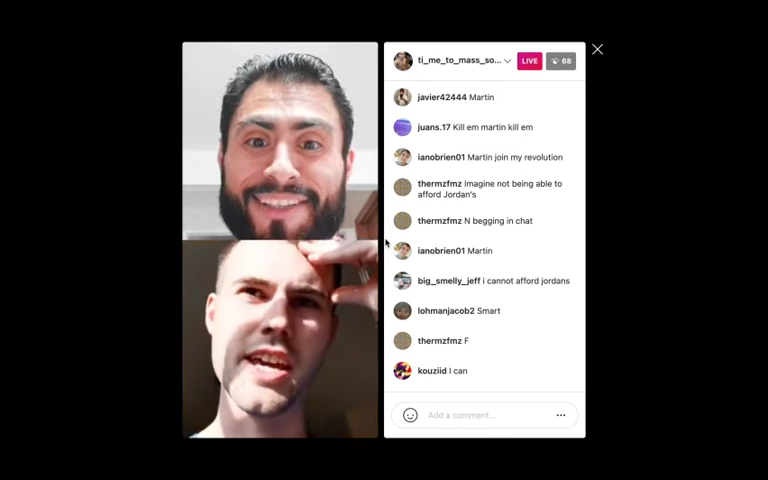 ti_me_to_mass_so...
LIVE
68
javier42444 Martin
juans.17 Kill em martin kill em
ianobrien01 Martin join my revolution
thermzfmz Imagine not being able to
afford Jordan's
thermzfmz N begging in chat
ianobrien01 Martin
big_smelly_jeff i cannot afford jordans
lohmanjacob2 Smart
thermzfmz F
kouziid I can
Add a comment...